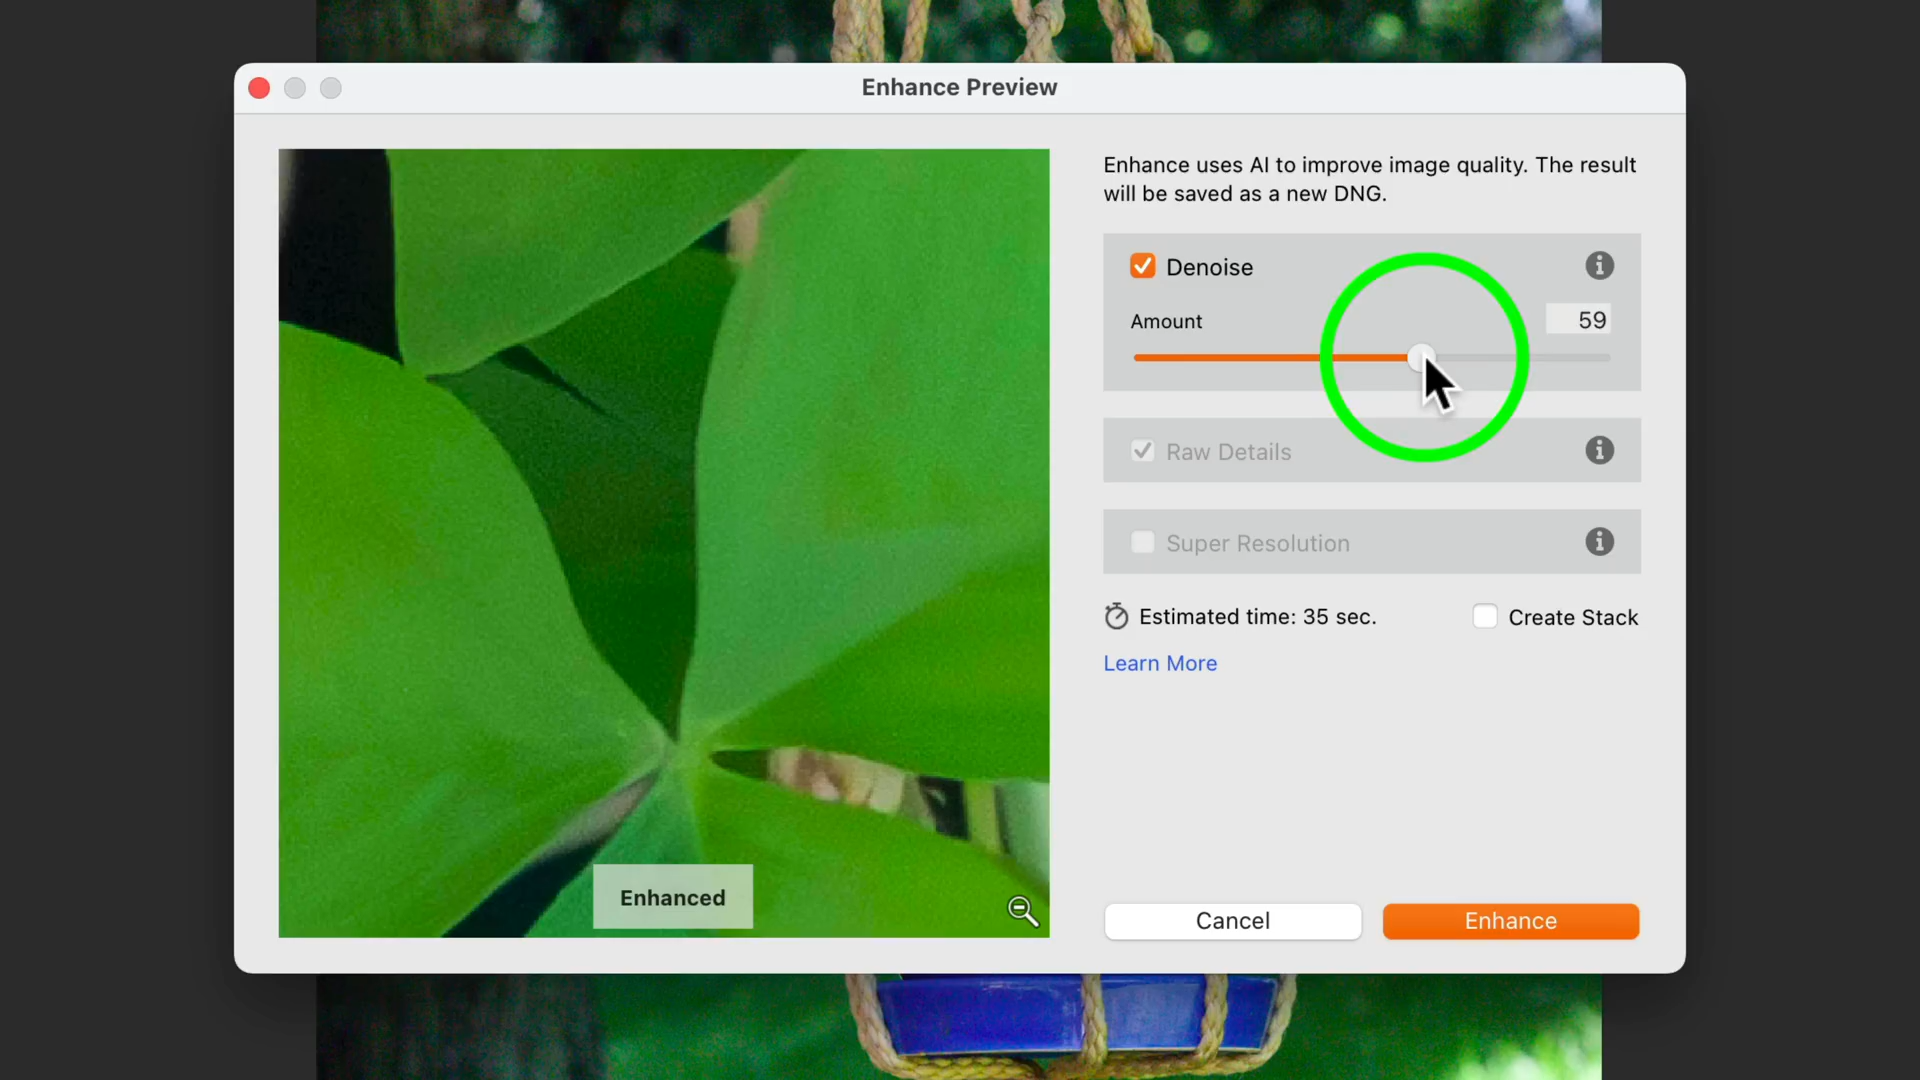 Enhance Preview
Enhance uses AI to improve image quality. The result
will be saved as a new DNG.
Denoise
Amount
59
Raw Details
Super Resolution
Estimated time: 35 sec.
Create Stack
Learn More
Enhanced
Cancel
Enhance